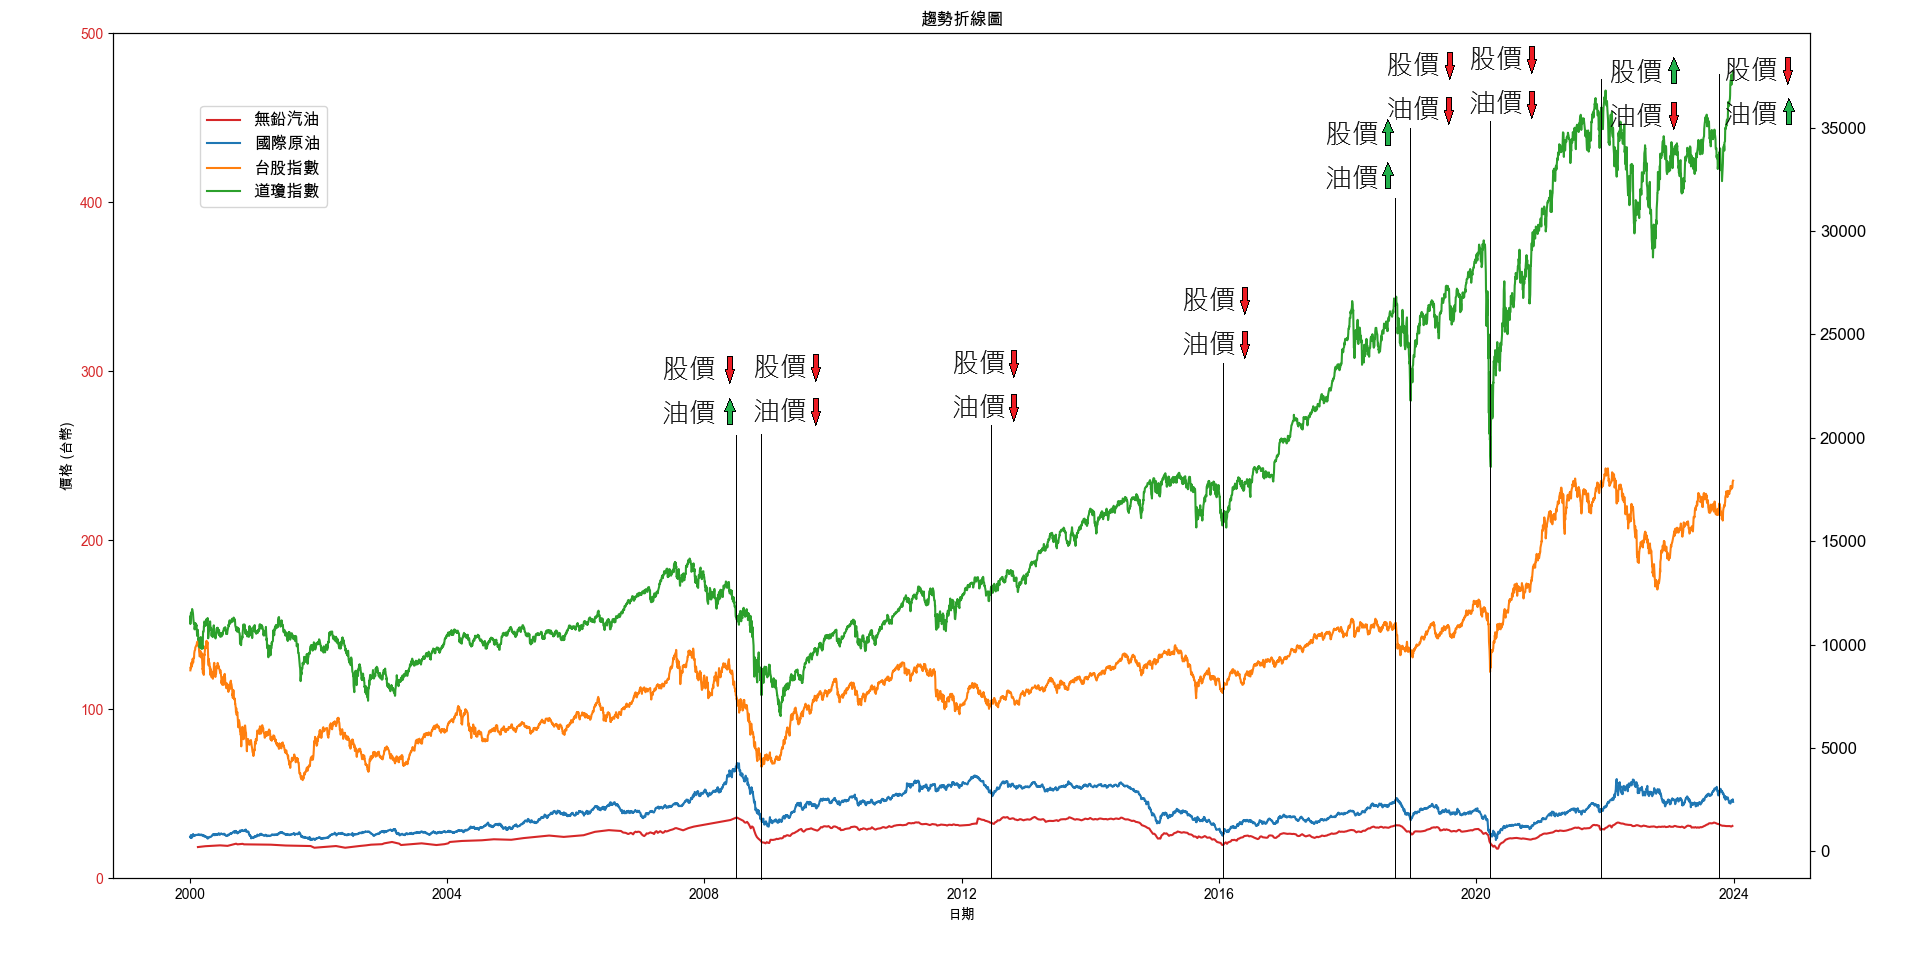 趨勢折線圖
500
400
300
200
100
0
價格 (台幣)
無鉛汽油
國際原油
台股指數
道瓊指數
股價
油價
股價
油價
股價
油價
股價
油價
股價
油價
股價
油價
股價
油價
股價
油價
股價
油價
35000
30000
25000
20000
15000
10000
5000
0
2000 2004 2008 2012 2016 2020 2024
日期